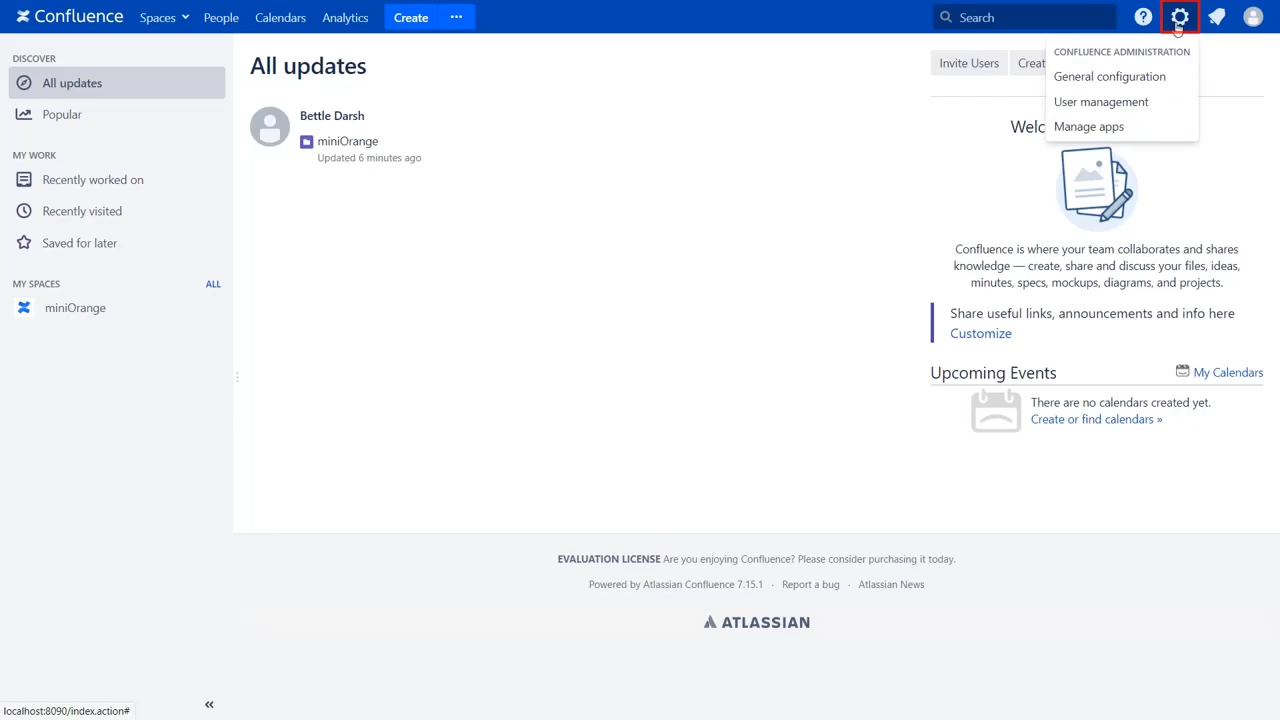 Confluence Spaces People Calendars Analytics Create ··· Search
DISCOVER
All updates
Popular
MY WORK
Recently worked on
Recently visited
Saved for later
MY SPACES ALL
miniOrange
All updates
Bettle Darsh
miniOrange
Updated 6 minutes ago
Invite Users Creat
CONFLUENCE ADMINISTRATION
General configuration
User management
Manage apps
Welc
Confluence is where your team collaborates and shares
knowledge — create, share and discuss your files, ideas,
minutes, specs, mockups, diagrams, and projects.
Share useful links, announcements and info here
Customize
Upcoming Events My Calendars
There are no calendars created yet.
Create or find calendars »
EVALUATION LICENSE Are you enjoying Confluence? Please consider purchasing it today.
Powered by Atlassian Confluence 7.15.1 · Report a bug · Atlassian News
ATLASSIAN
localhost:8090/index.action#
«